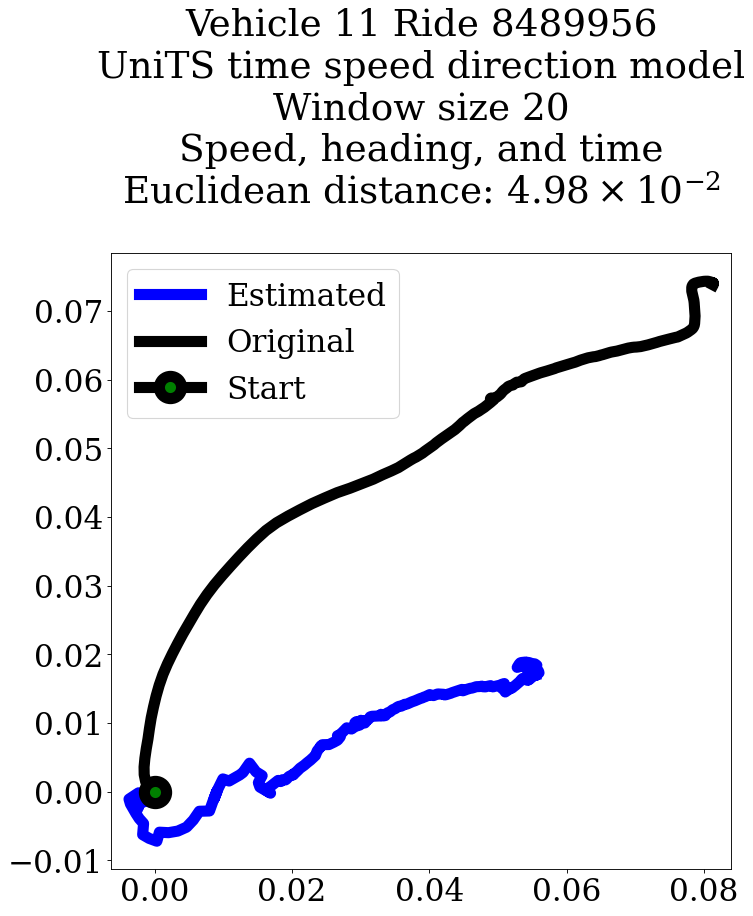 Vehicle 11 Ride 8489956
UniTS time speed direction model
Window size 20
Speed, heading, and time
Euclidean distance: 4.98 × 10⁻²
Estimated
Original
Start
0.07
0.06
0.05
0.04
0.03
0.02
0.01
0.00
−0.01
0.00 0.02 0.04 0.06 0.08